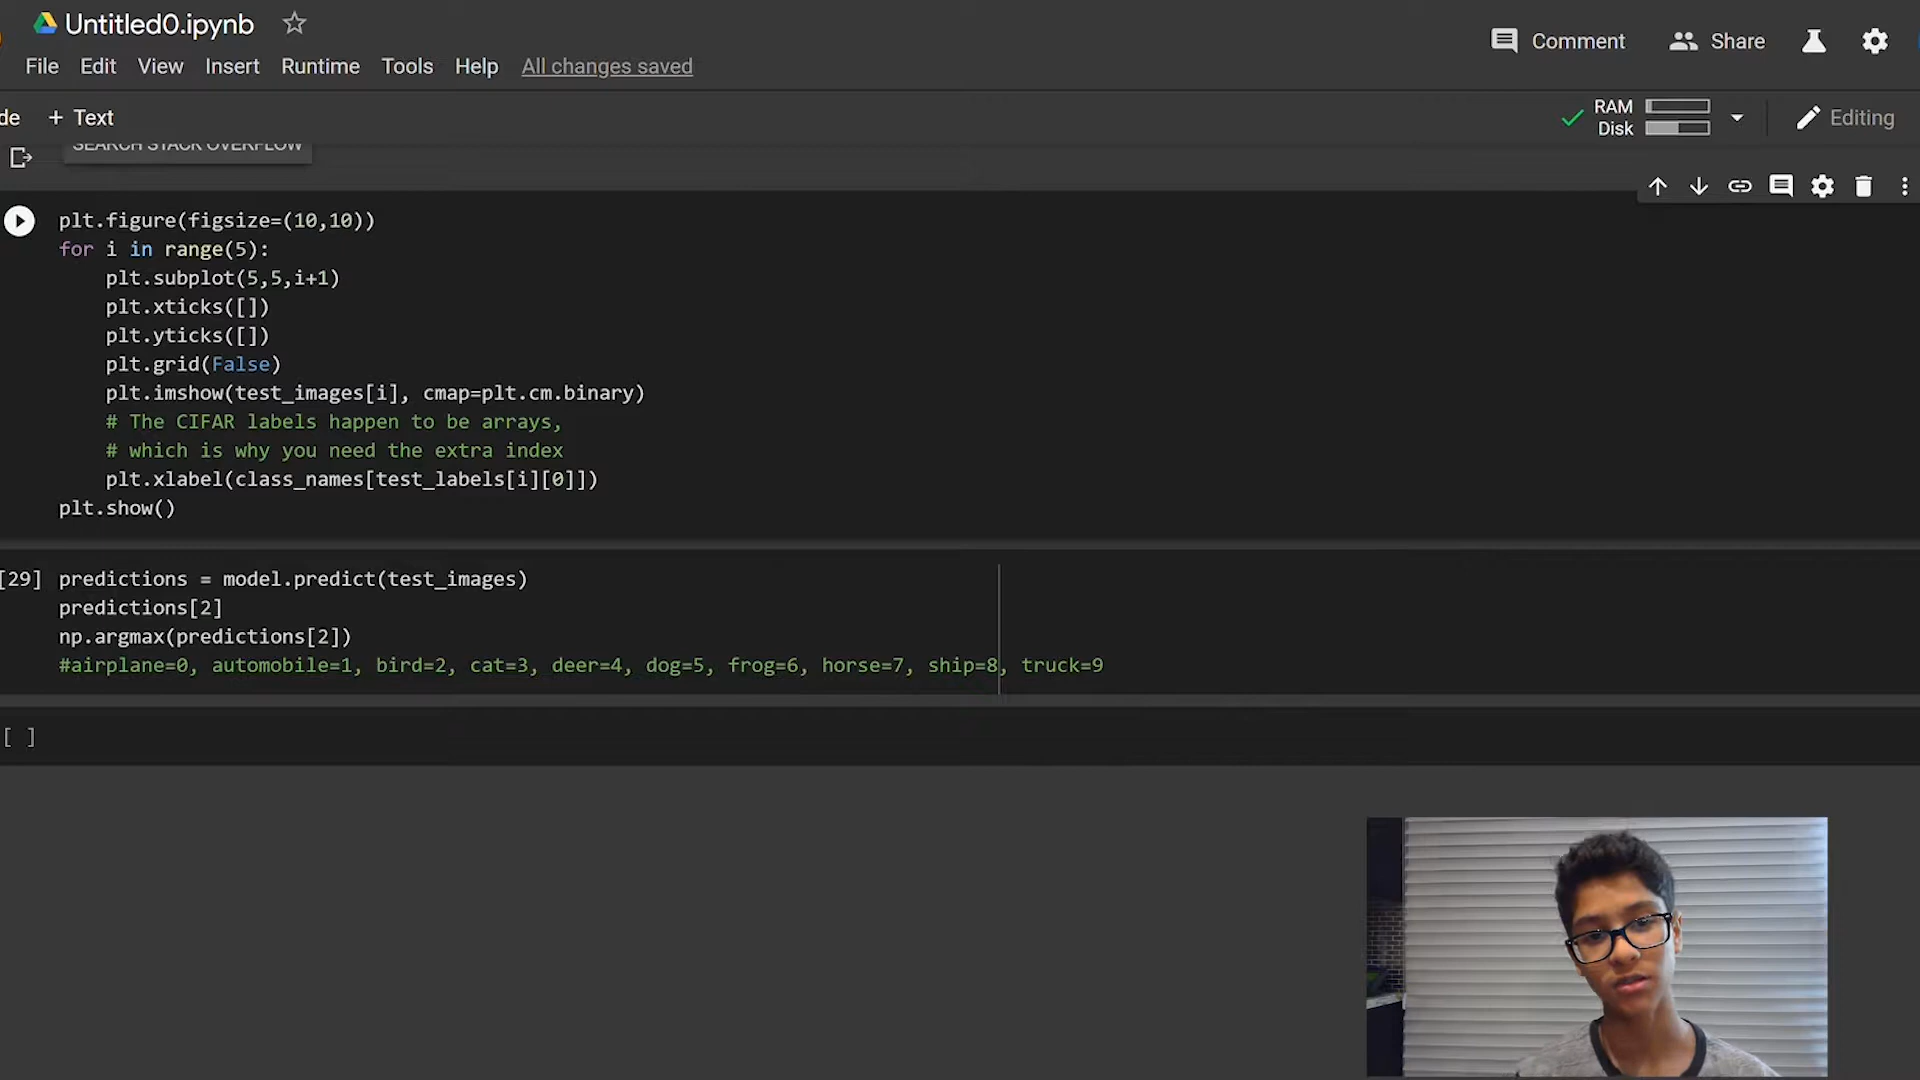 Untitled0.ipynb
File Edit View Insert Runtime Tools Help All changes saved
Comment Share
de + Text
RAM
Disk
Editing
SEARCH STACK OVERFLOW
plt.figure(figsize=(10,10))
for i in range(5):
    plt.subplot(5,5,i+1)
    plt.xticks([])
    plt.yticks([])
    plt.grid(False)
    plt.imshow(test_images[i], cmap=plt.cm.binary)
    # The CIFAR labels happen to be arrays,
    # which is why you need the extra index
    plt.xlabel(class_names[test_labels[i][0]])
plt.show()
[29] predictions = model.predict(test_images)
predictions[2]
np.argmax(predictions[2])
#airplane=0, automobile=1, bird=2, cat=3, deer=4, dog=5, frog=6, horse=7, ship=8, truck=9
[ ]